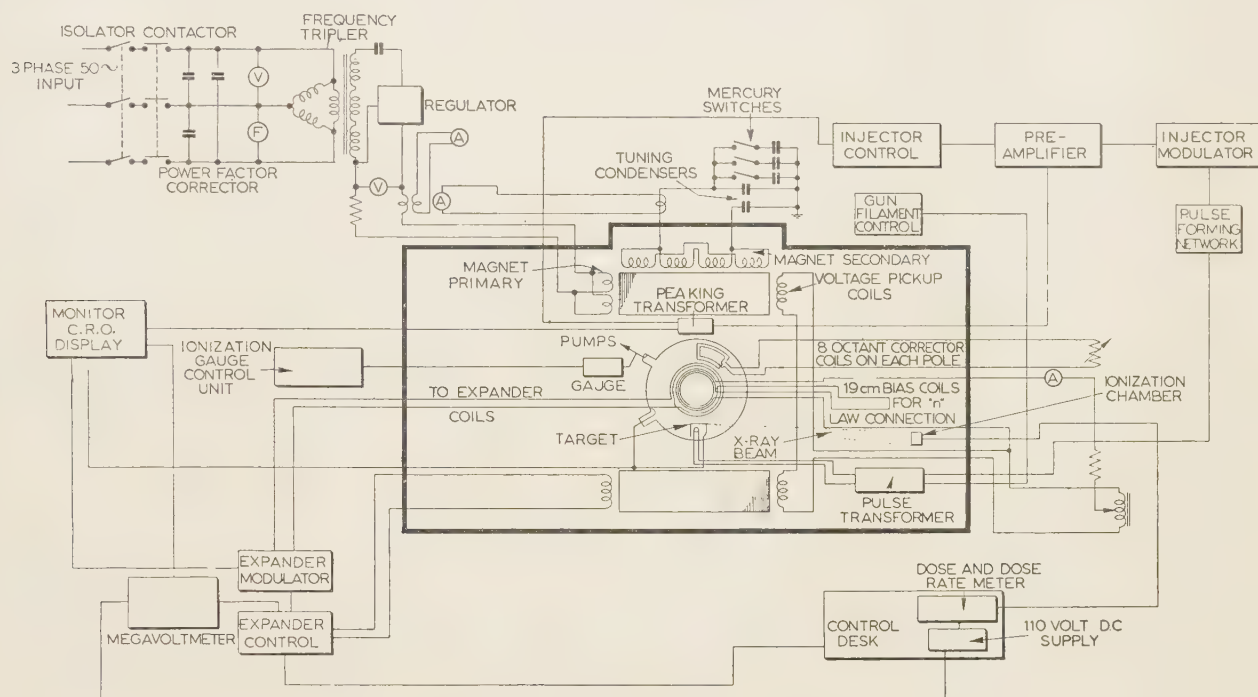 FREQUENCY
TRIPLER
ISOLATOR CONTACTOR
3 PHASE 50~
INPUT
V
F
REGULATOR
A
POWER FACTOR
CORRECTOR
V
A
MERCURY
SWITCHES
TUNING
CONDENSERS
INJECTOR
CONTROL
PRE-
AMPLIFIER
INJECTOR
MODULATOR
GUN
FILAMENT
CONTROL
PULSE
FORMING
NETWORK
MAGNET
PRIMARY
MAGNET SECONDARY
VOLTAGE PICKUP
COILS
PEAKING
TRANSFORMER
MONITOR
C.R.O.
DISPLAY
IONIZATION
GAUGE
CONTROL
UNIT
PUMPS
GAUGE
8 OCTANT CORRECTOR
COILS ON EACH POLE
A
19 cm BIAS COILS
FOR "n"
LAW CONNECTION
IONIZATION
CHAMBER
TO EXPANDER
COILS
TARGET
X-RAY
BEAM
PULSE
TRANSFORMER
EXPANDER
MODULATOR
MEGAVOLTMETER
EXPANDER
CONTROL
DOSE AND DOSE
RATE METER
CONTROL
DESK
110 VOLT D.C
SUPPLY